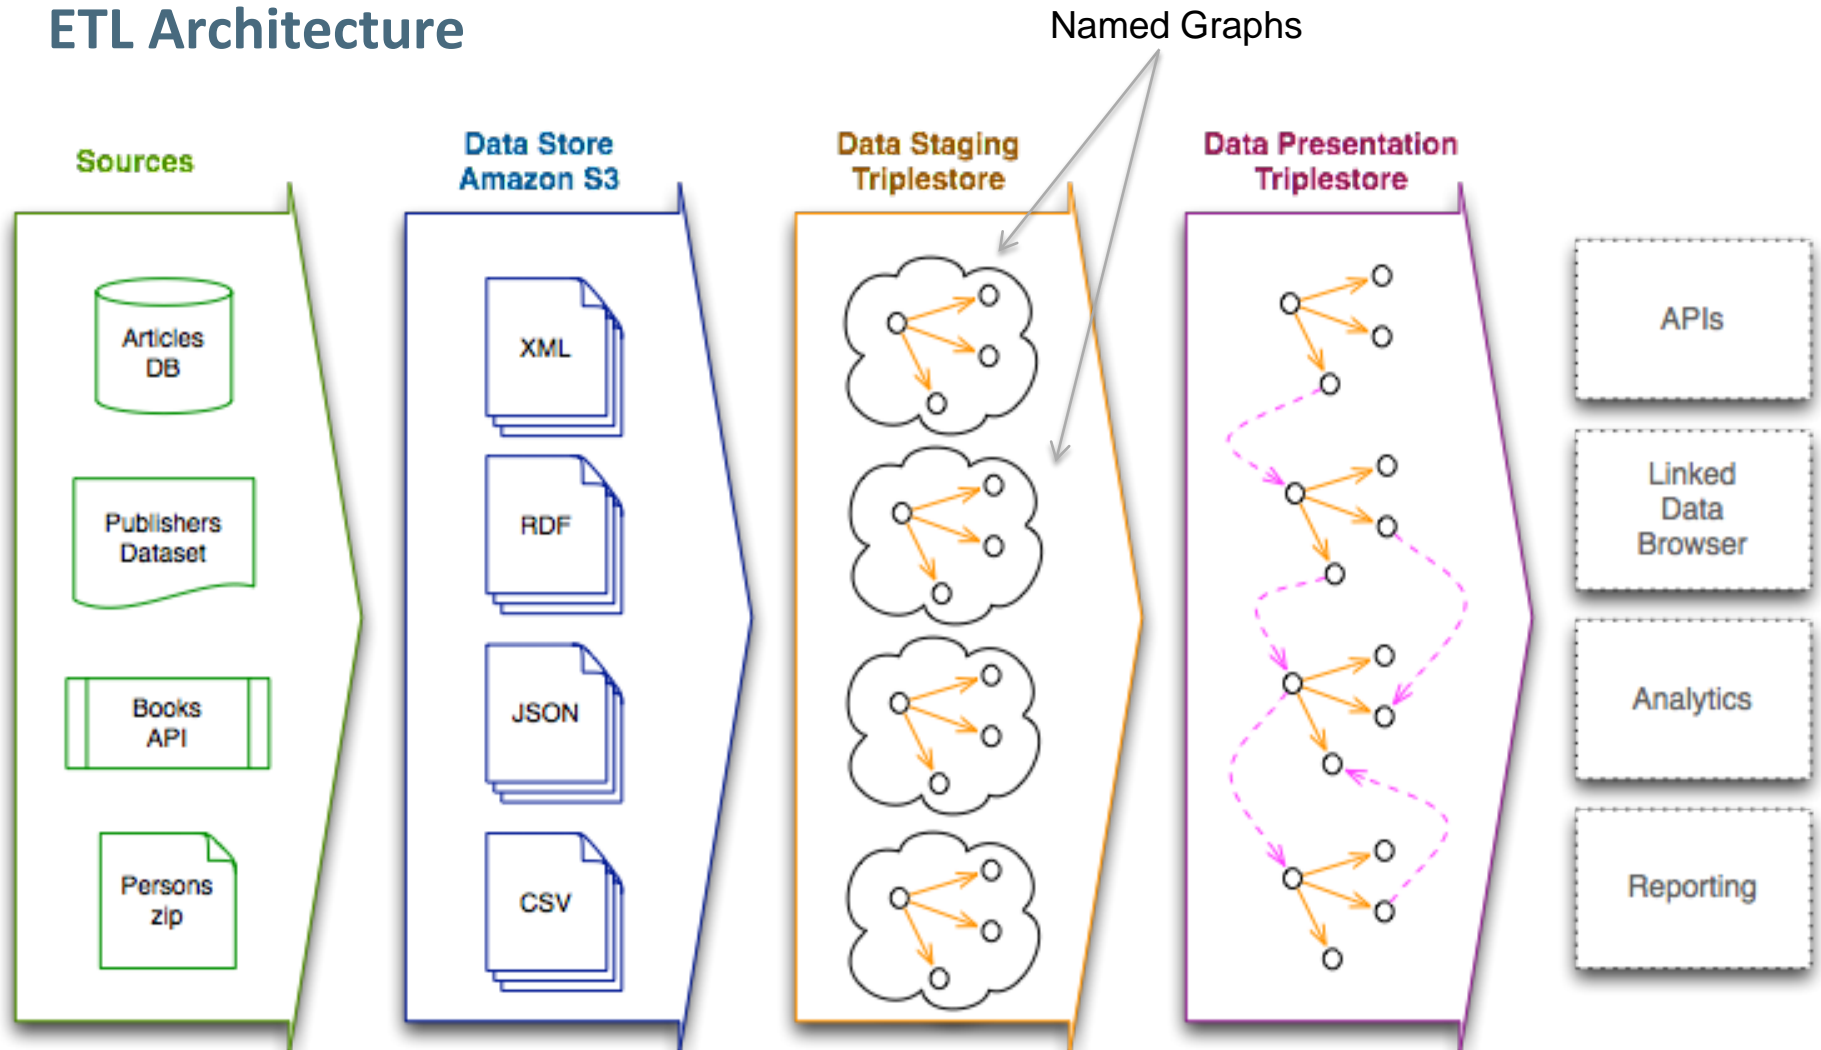 ETL Architecture
Named Graphs
Sources
Data Store
Amazon S3
Data Staging
Triplestore
Data Presentation
Triplestore
Articles
DB
Publishers
Dataset
Books
API
Persons
zip
XML
RDF
JSON
CSV
APIs
Linked
Data
Browser
Analytics
Reporting